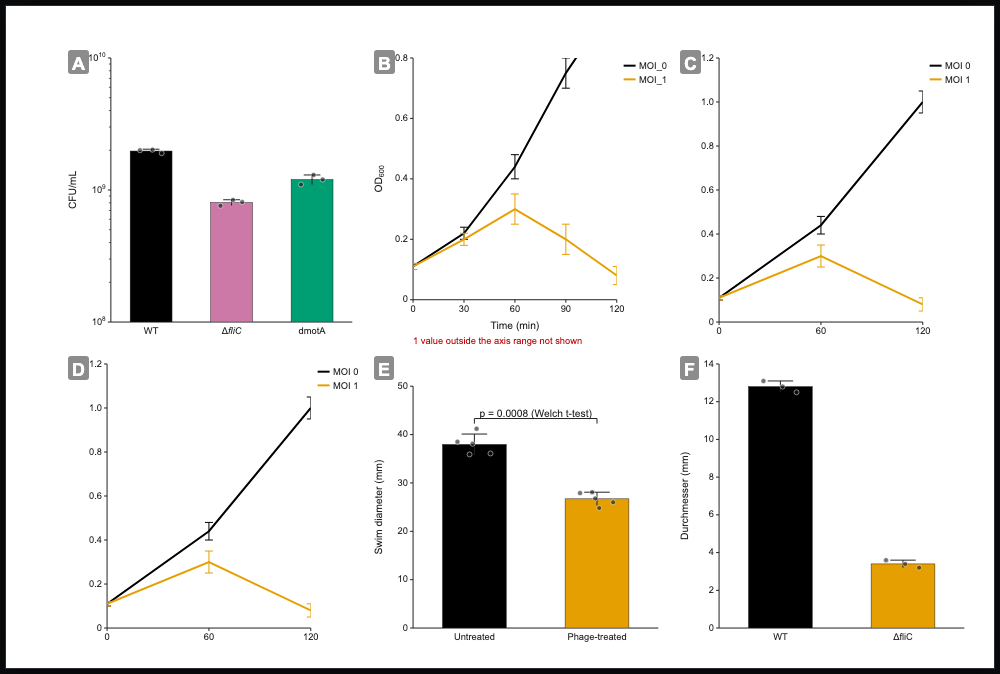 A
10^10
10^9
10^8
CFU/mL
WT
ΔfliC
dmotA
B
0.8
0.6
0.4
0.2
0
OD600
0 30 60 90 120
Time (min)
1 value outside the axis range not shown
MOI_0
MOI_1
C
1.2
1.0
0.8
0.6
0.4
0.2
0
0 60 120
MOI 0
MOI 1
D
1.2
1.0
0.8
0.6
0.4
0.2
0
0 60 120
MOI 0
MOI 1
E
50
40
30
20
10
0
Swim diameter (mm)
p = 0.0008 (Welch t-test)
Untreated
Phage-treated
F
14
12
10
8
6
4
2
0
Durchmesser (mm)
WT
ΔfliC